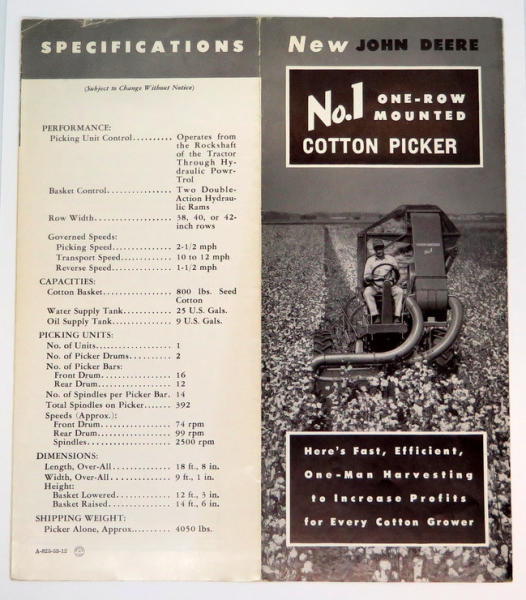 SPECIFICATIONS
(Subject to Change Without Notice)
PERFORMANCE:
Picking Unit Control.......... Operates from
the Rockshaft
of the Tractor
Through Hy-
draulic Powr-
Trol
Basket Control................ Two Double-
Action Hydrau-
lic Rams
Row Width................... 38, 40, or 42-
inch rows
Governed Speeds:
Picking Speed.............. 2-1/2 mph
Transport Speed............ 10 to 12 mph
Reverse Speed.............. 1-1/2 mph
CAPACITIES:
Cotton Basket................ 800 lbs. Seed
Cotton
Water Supply Tank........... 25 U.S. Gals.
Oil Supply Tank.............. 9 U.S. Gals.
PICKING UNITS:
No. of Units.................. 1
No. of Picker Drums.......... 2
No. of Picker Bars:
Front Drum................ 16
Rear Drum................. 12
No. of Spindles per Picker Bar. 14
Total Spindles on Picker....... 392
Speeds (Approx.):
Front Drum................ 74 rpm
Rear Drum................. 99 rpm
Spindles................... 2500 rpm
DIMENSIONS:
Length, Over-All.............. 18 ft., 8 in.
Width, Over-All............... 9 ft., 1 in.
Height:
Basket Lowered............. 12 ft., 3 in.
Basket Raised.............. 14 ft., 6 in.
SHIPPING WEIGHT:
Picker Alone, Approx.......... 4050 lbs.
A-825-52-12
New JOHN DEERE
No.1 ONE-ROW
MOUNTED
COTTON PICKER
Here's Fast, Efficient,
One-Man Harvesting
to Increase Profits
for Every Cotton Grower